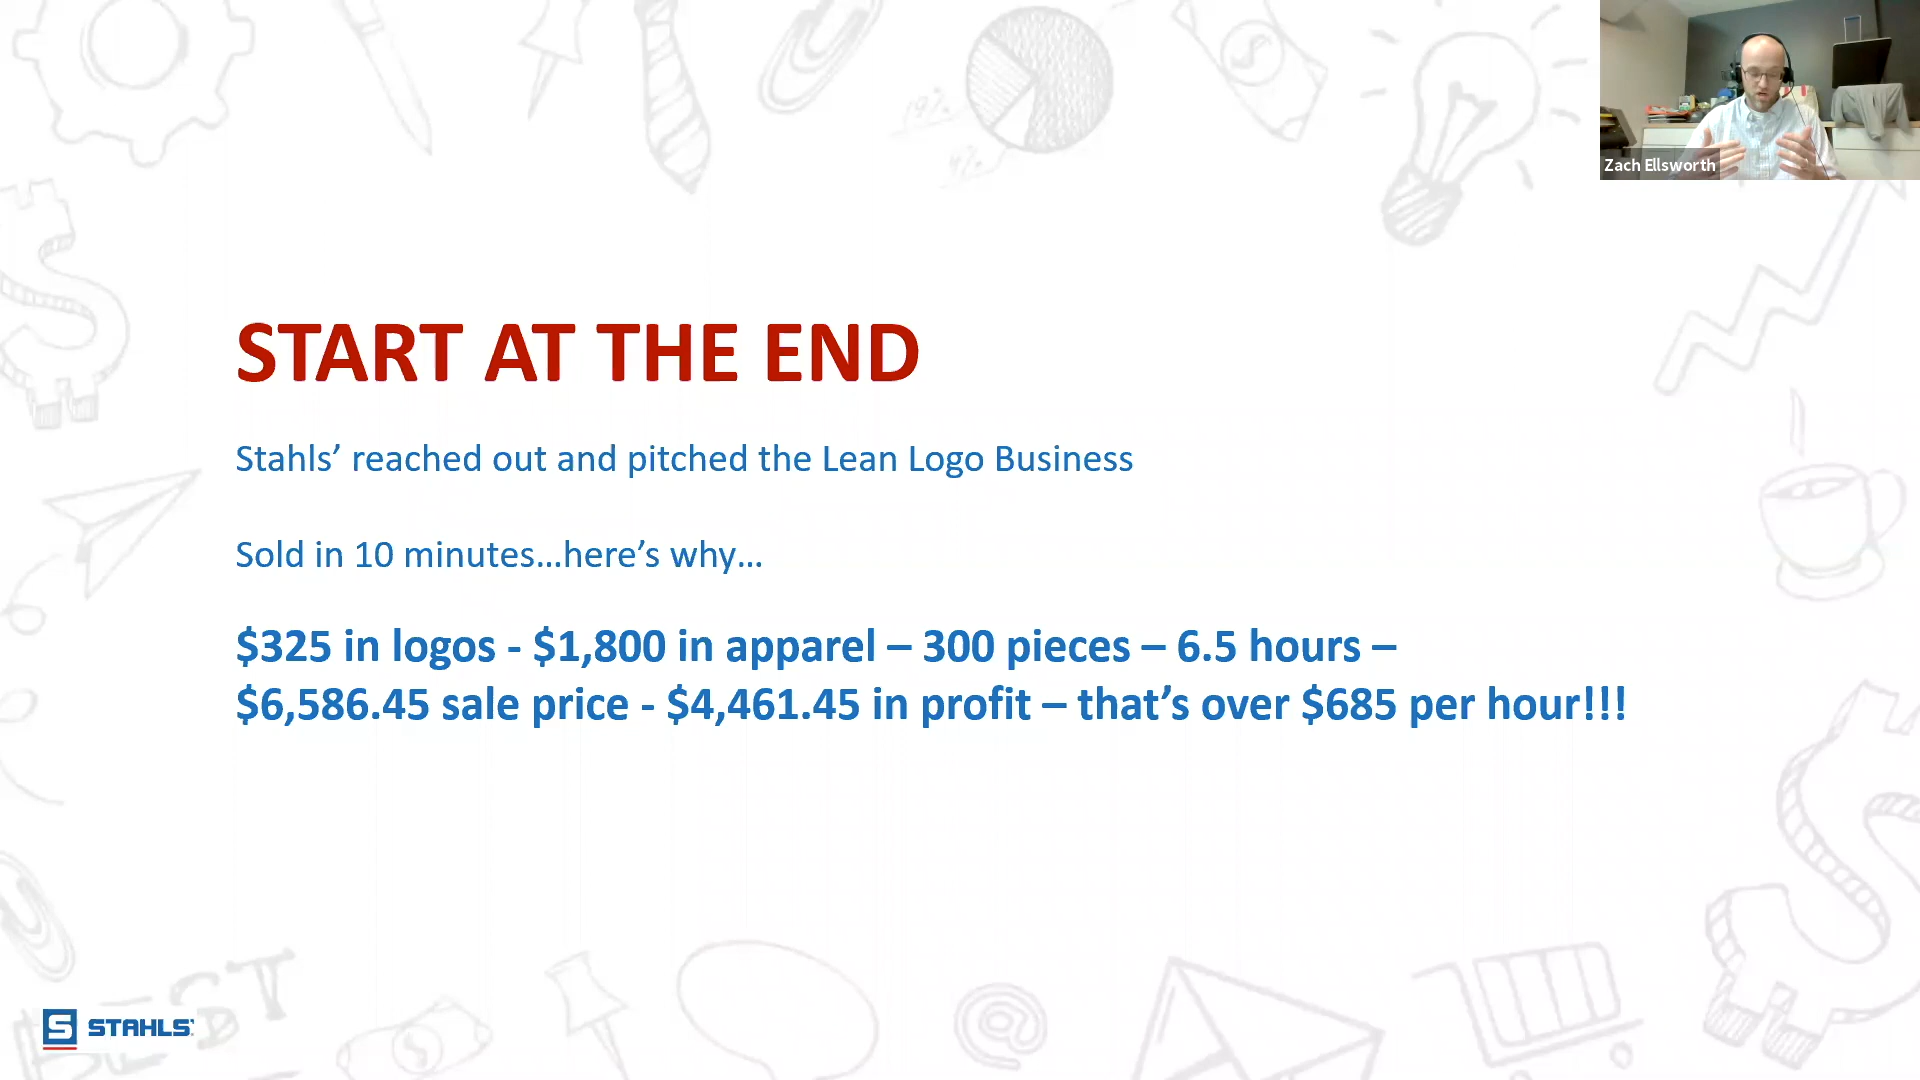 Zach Ellsworth
19%
4%
START AT THE END
Stahls’ reached out and pitched the Lean Logo Business
Sold in 10 minutes…here’s why…
$325 in logos - $1,800 in apparel – 300 pieces – 6.5 hours –
$6,586.45 sale price - $4,461.45 in profit – that’s over $685 per hour!!!
S STAHLS'